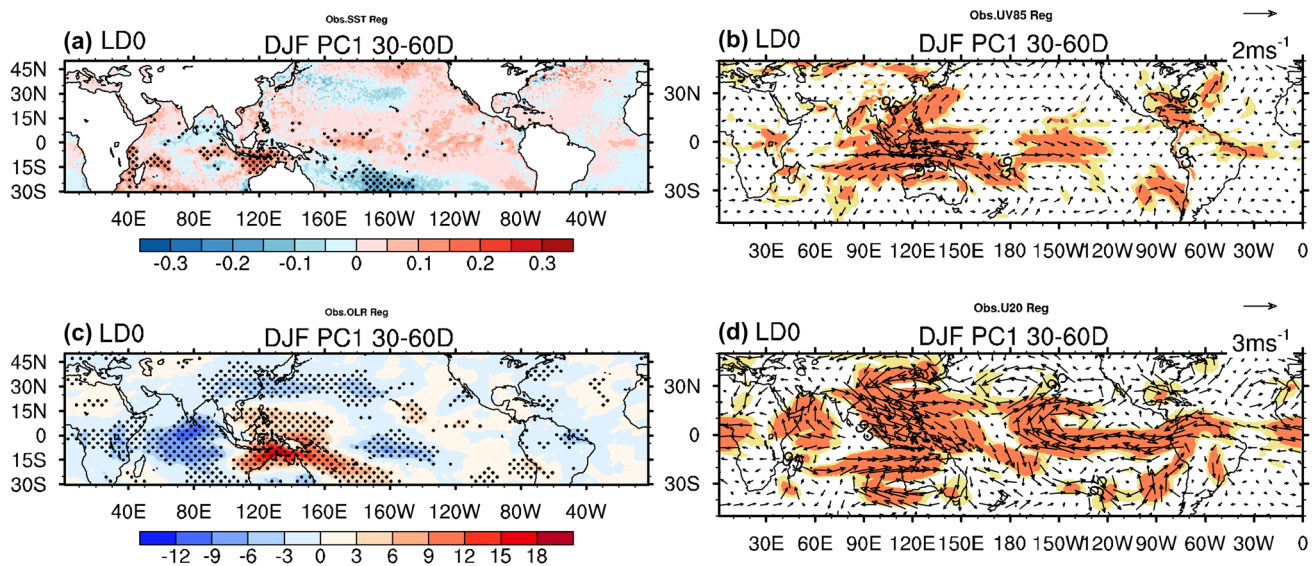 Obs.SST Reg
(a) LD0 DJF PC1 30-60D
45N
30N
15N
0
15S
30S
40E 80E 120E 160E 160W 120W 80W 40W
-0.3 -0.2 -0.1 0 0.1 0.2 0.3
Obs.UV85 Reg
(b) LD0 DJF PC1 30-60D 2ms⁻¹
30N
0
30S
30E 60E 90E 120E 150E 180 150W 120W 90W 60W 30W 0
Obs.OLR Reg
(c) LD0 DJF PC1 30-60D
45N
30N
15N
0
15S
30S
40E 80E 120E 160E 160W 120W 80W 40W
-12 -9 -6 -3 0 3 6 9 12 15 18
Obs.U20 Reg
(d) LD0 DJF PC1 30-60D 3ms⁻¹
30N
0
30S
30E 60E 90E 120E 150E 180 150W 120W 90W 60W 30W 0